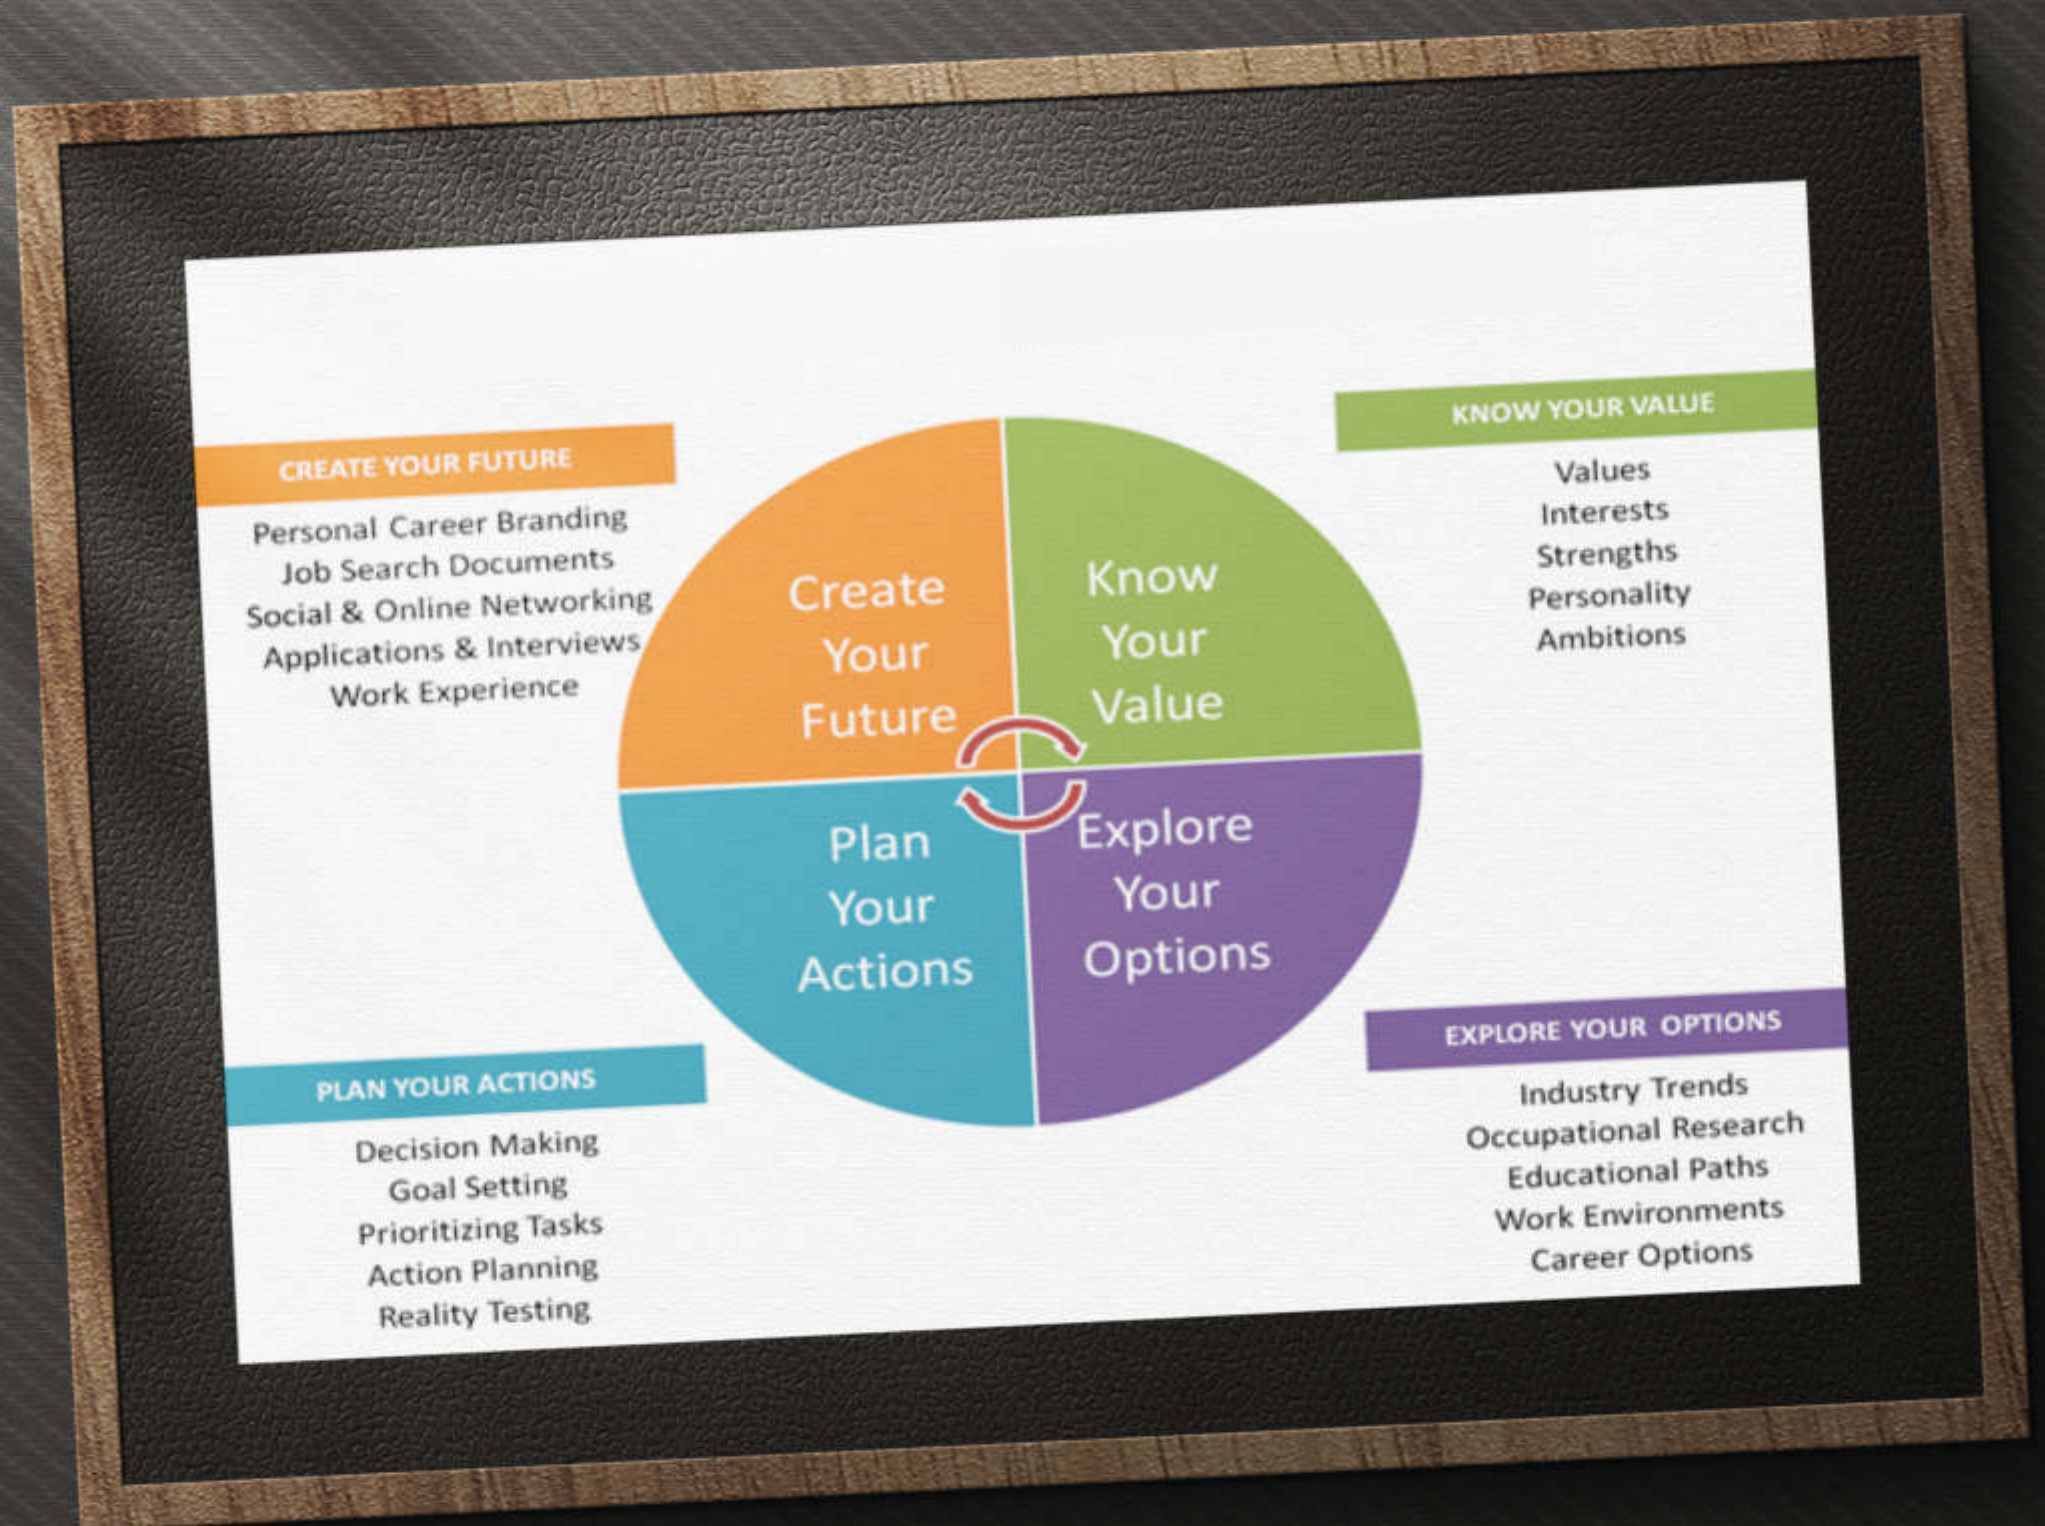 CREATE YOUR FUTURE
Personal Career Branding
Job Search Documents
Social & Online Networking
Applications & Interviews
Work Experience
KNOW YOUR VALUE
Values
Interests
Strengths
Personality
Ambitions
Create
Your
Future
Know
Your
Value
Plan
Your
Actions
Explore
Your
Options
PLAN YOUR ACTIONS
Decision Making
Goal Setting
Prioritizing Tasks
Action Planning
Reality Testing
EXPLORE YOUR OPTIONS
Industry Trends
Occupational Research
Educational Paths
Work Environments
Career Options